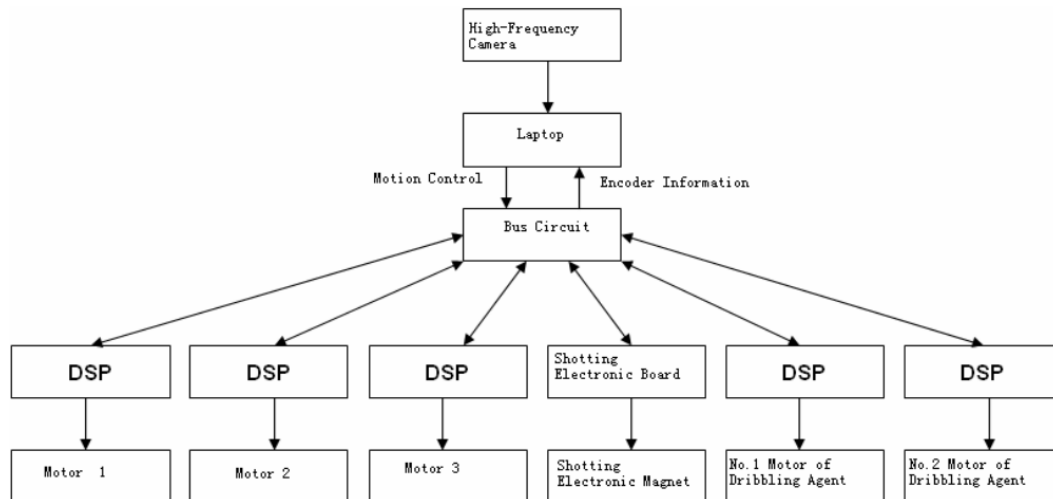 High-Frequency
Camera
Laptop
Motion Control
Encoder Information
Bus Circuit
DSP
DSP
DSP
Shotting
Electronic Board
DSP
DSP
Motor 1
Motor 2
Motor 3
Shotting
Electronic Magnet
No.1 Motor of
Dribbling Agent
No.2 Motor of
Dribbling Agent